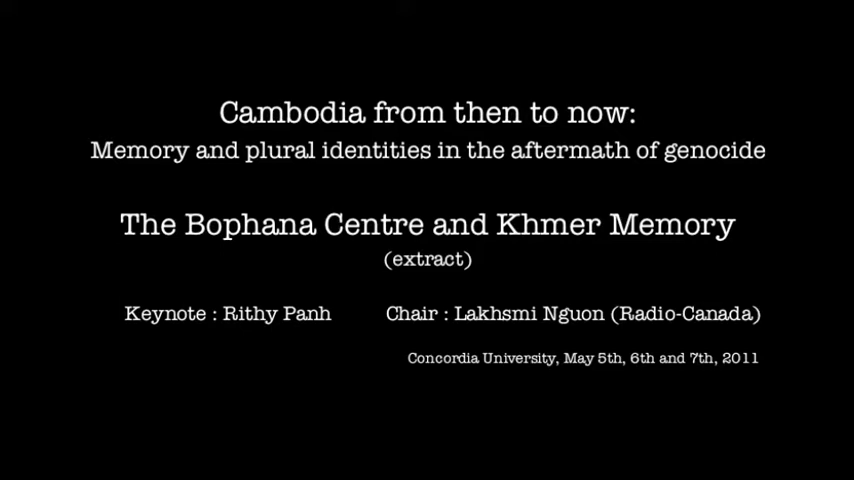 Cambodia from then to now:
Memory and plural identities in the aftermath of genocide
The Bophana Centre and Khmer Memory
(extract)
Keynote : Rithy Panh Chair : Lakhsmi Nguon (Radio-Canada)
Concordia University, May 5th, 6th and 7th, 2011